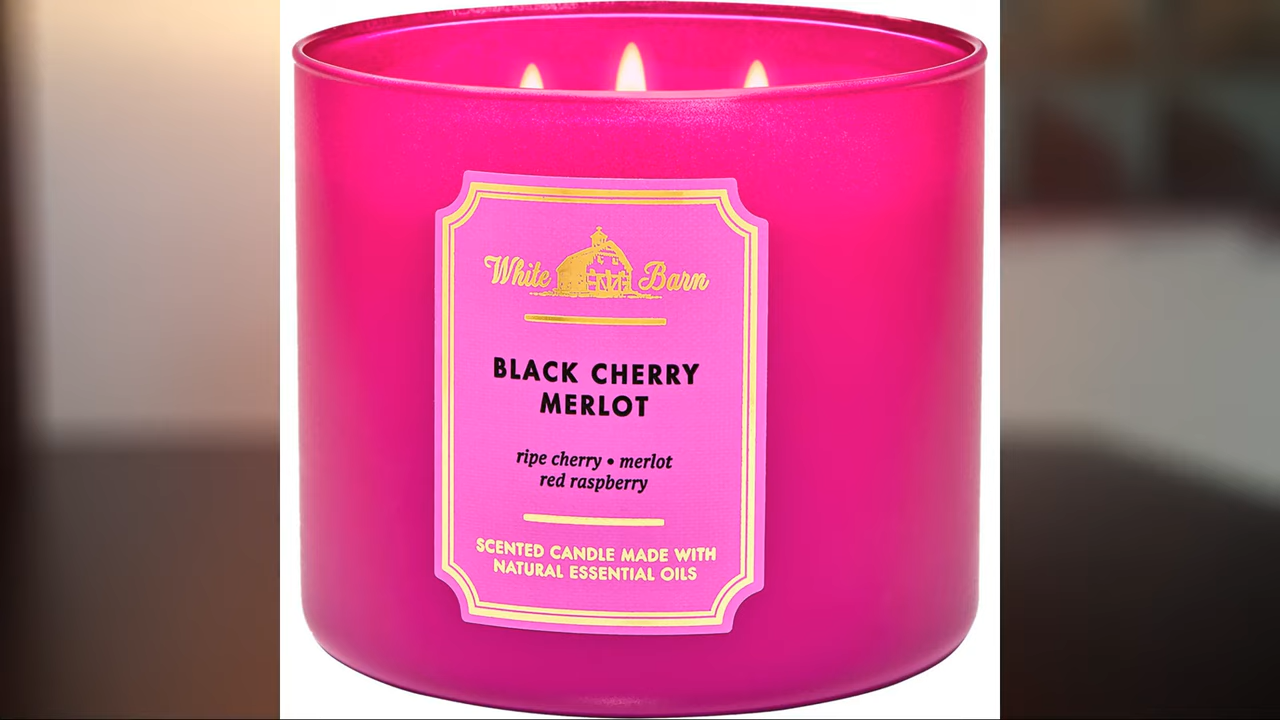 White Barn
BLACK CHERRY
MERLOT
ripe cherry • merlot
red raspberry
SCENTED CANDLE MADE WITH
NATURAL ESSENTIAL OILS